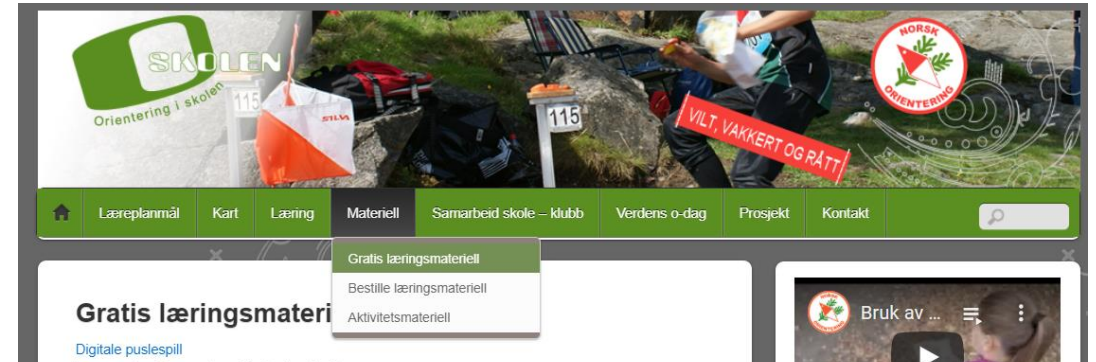 SKOLEN
Orientering i skolen
115
SILVA
115
NORSK
ORIENTERING
VILT,
VAKKERT OG
RÅTT
Læreplanmål Kart Læring Materiell Samarbeid skole – klubb Verdens o-dag Prosjekt Kontakt
Gratis læringsmateriell
Bestille læringsmateriell
Aktivitetsmateriell
Gratis læringsmateri
Digitale puslespill
Bruk av ...